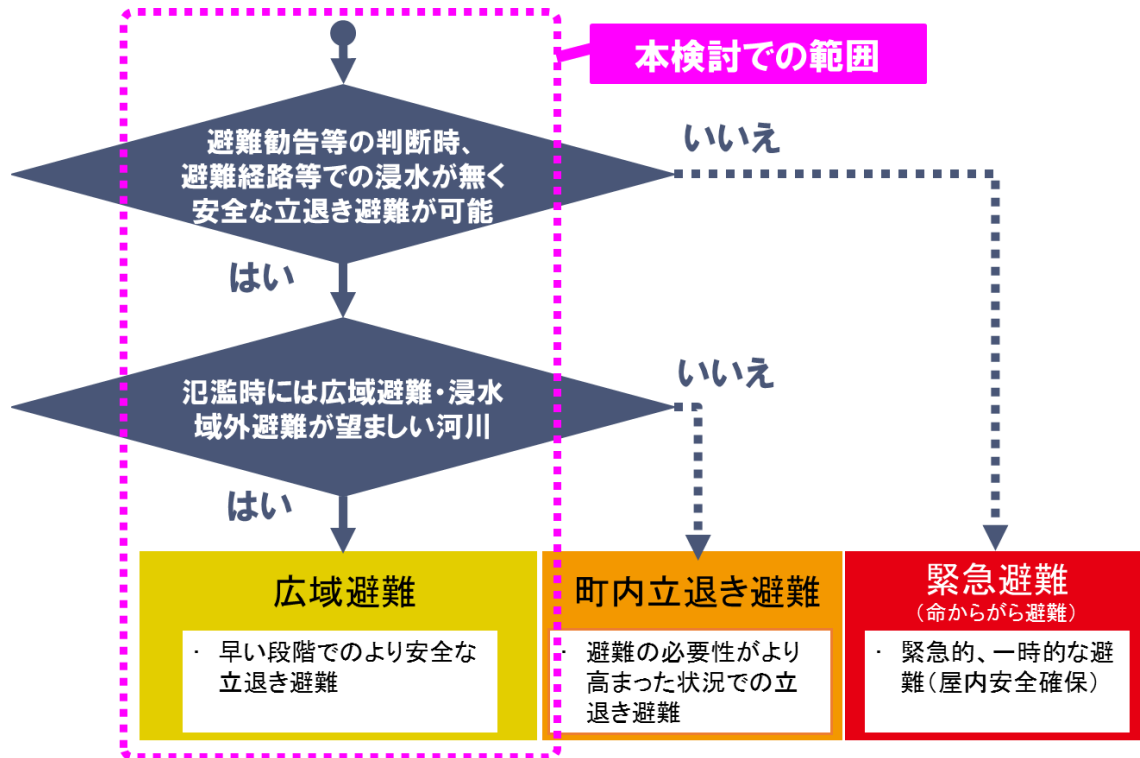 本検討での範囲
避難勧告等の判断時、
避難経路等での浸水が無く
安全な立退き避難が可能
いいえ
はい
氾濫時には広域避難・浸水
域外避難が望ましい河川
いいえ
はい
広域避難
・ 早い段階でのより安全な
立退き避難
町内立退き避難
・ 避難の必要性がより
高まった状況での立
退き避難
緊急避難
（命からがら避難）
・ 緊急的、一時的な避
難（屋内安全確保）